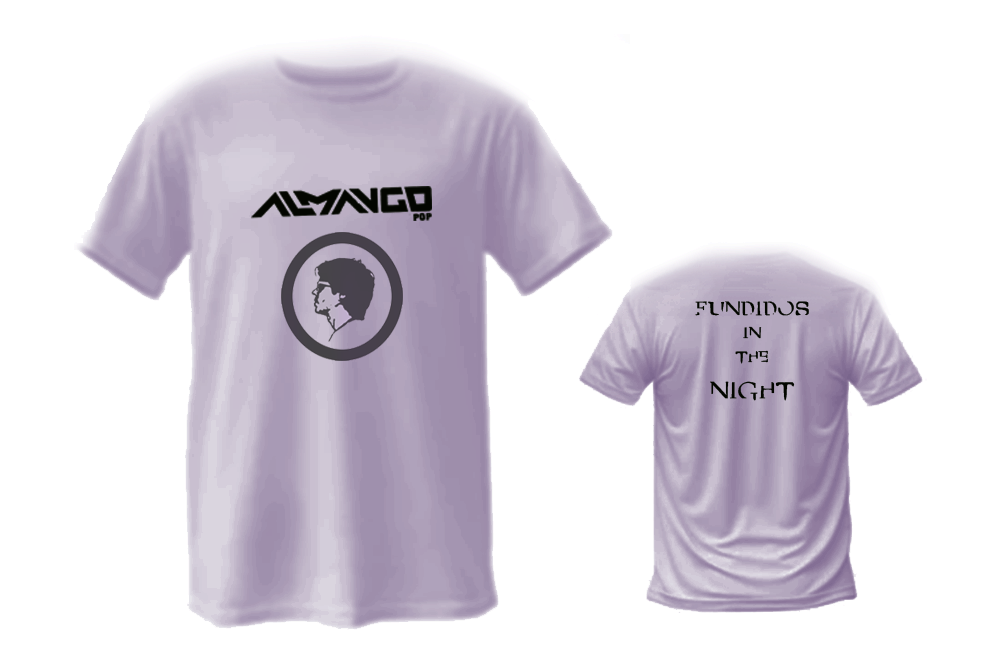 ALMANGO
POP
FUNDIDOS
IN
THE
NIGHT